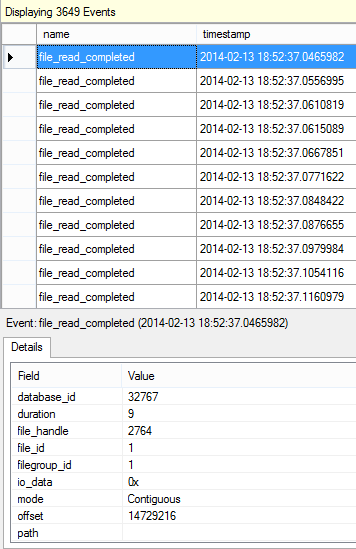 Displaying 3649 Events
name timestamp
file_read_completed 2014-02-13 18:52:37.0465982
file_read_completed 2014-02-13 18:52:37.0556995
file_read_completed 2014-02-13 18:52:37.0610819
file_read_completed 2014-02-13 18:52:37.0615089
file_read_completed 2014-02-13 18:52:37.0667851
file_read_completed 2014-02-13 18:52:37.0771622
file_read_completed 2014-02-13 18:52:37.0848422
file_read_completed 2014-02-13 18:52:37.0876655
file_read_completed 2014-02-13 18:52:37.0979984
file_read_completed 2014-02-13 18:52:37.1054116
file_read_completed 2014-02-13 18:52:37.1160979
Event: file_read_completed (2014-02-13 18:52:37.0465982)
Details
Field Value
database_id 32767
duration 9
file_handle 2764
file_id 1
filegroup_id 1
io_data 0x
mode Contiguous
offset 14729216
path